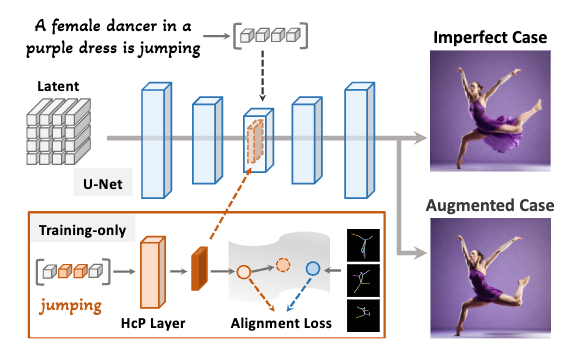 A female dancer in a
purple dress is jumping
Imperfect Case
Latent
U-Net
Augmented Case
Training-only
jumping
HcP Layer
Alignment Loss